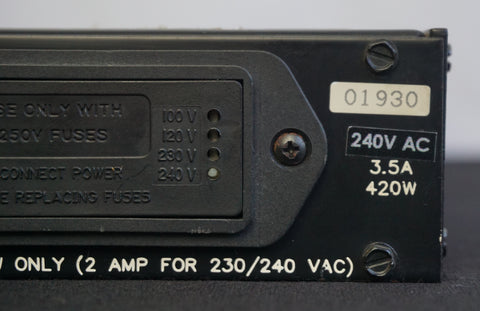 SE ONLY WITH
250V FUSES
CONNECT POWER
E REPLACING FUSES
100 V
120 V
230 V
240 V
01930
240V AC
3.5A
420W
ONLY (2 AMP FOR 230/240 VAC)